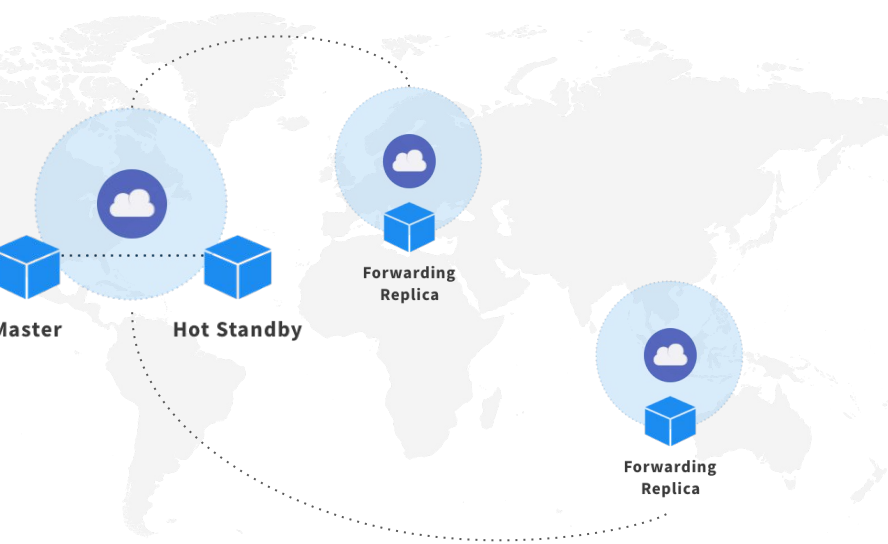 Forwarding
Replica
Master
Hot Standby
Forwarding
Replica